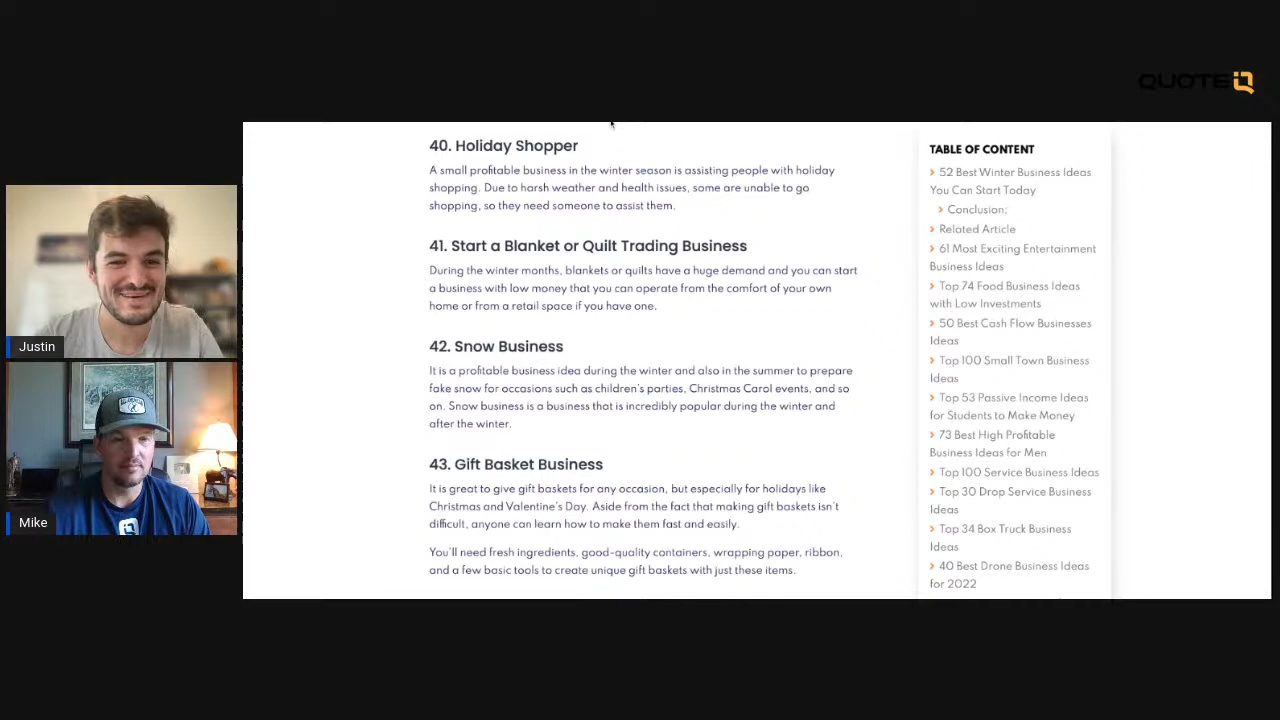 QUOTE IQ
40. Holiday Shopper
A small profitable business in the winter season is assisting people with holiday
shopping. Due to harsh weather and health issues, some are unable to go
shopping, so they need someone to assist them.
41. Start a Blanket or Quilt Trading Business
During the winter months, blankets or quilts have a huge demand and you can start
a business with low money that you can operate from the comfort of your own
home or from a retail space if you have one.
42. Snow Business
It is a profitable business idea during the winter and also in the summer to prepare
fake snow for occasions such as children's parties, Christmas Carol events, and so
on. Snow business is a business that is incredibly popular during the winter and
after the winter.
43. Gift Basket Business
It is great to give gift baskets for any occasion, but especially for holidays like
Christmas and Valentine's Day. Aside from the fact that making gift baskets isn't
difficult, anyone can learn how to make them fast and easily.
You'll need fresh ingredients, good-quality containers, wrapping paper, ribbon,
and a few basic tools to create unique gift baskets with just these items.
TABLE OF CONTENT
52 Best Winter Business Ideas
You Can Start Today
Conclusion:
Related Article
61 Most Exciting Entertainment
Business Ideas
Top 74 Food Business Ideas
with Low Investments
50 Best Cash Flow Businesses
Ideas
Top 100 Small Town Business
Ideas
Top 53 Passive Income Ideas
for Students to Make Money
73 Best High Profitable
Business Ideas for Men
Top 100 Service Business Ideas
Top 30 Drop Service Business
Ideas
Top 34 Box Truck Business
Ideas
40 Best Drone Business Ideas
for 2022
Justin
Mike